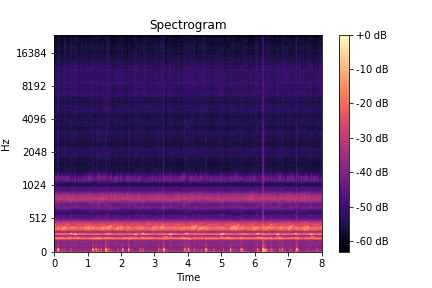 Spectrogram
+0 dB
16384
-10 dB
8192
-20 dB
4096
-30 dB
Hz
2048
-40 dB
1024
-50 dB
512
-60 dB
0
0 1 2 3 4 5 6 7 8
Time